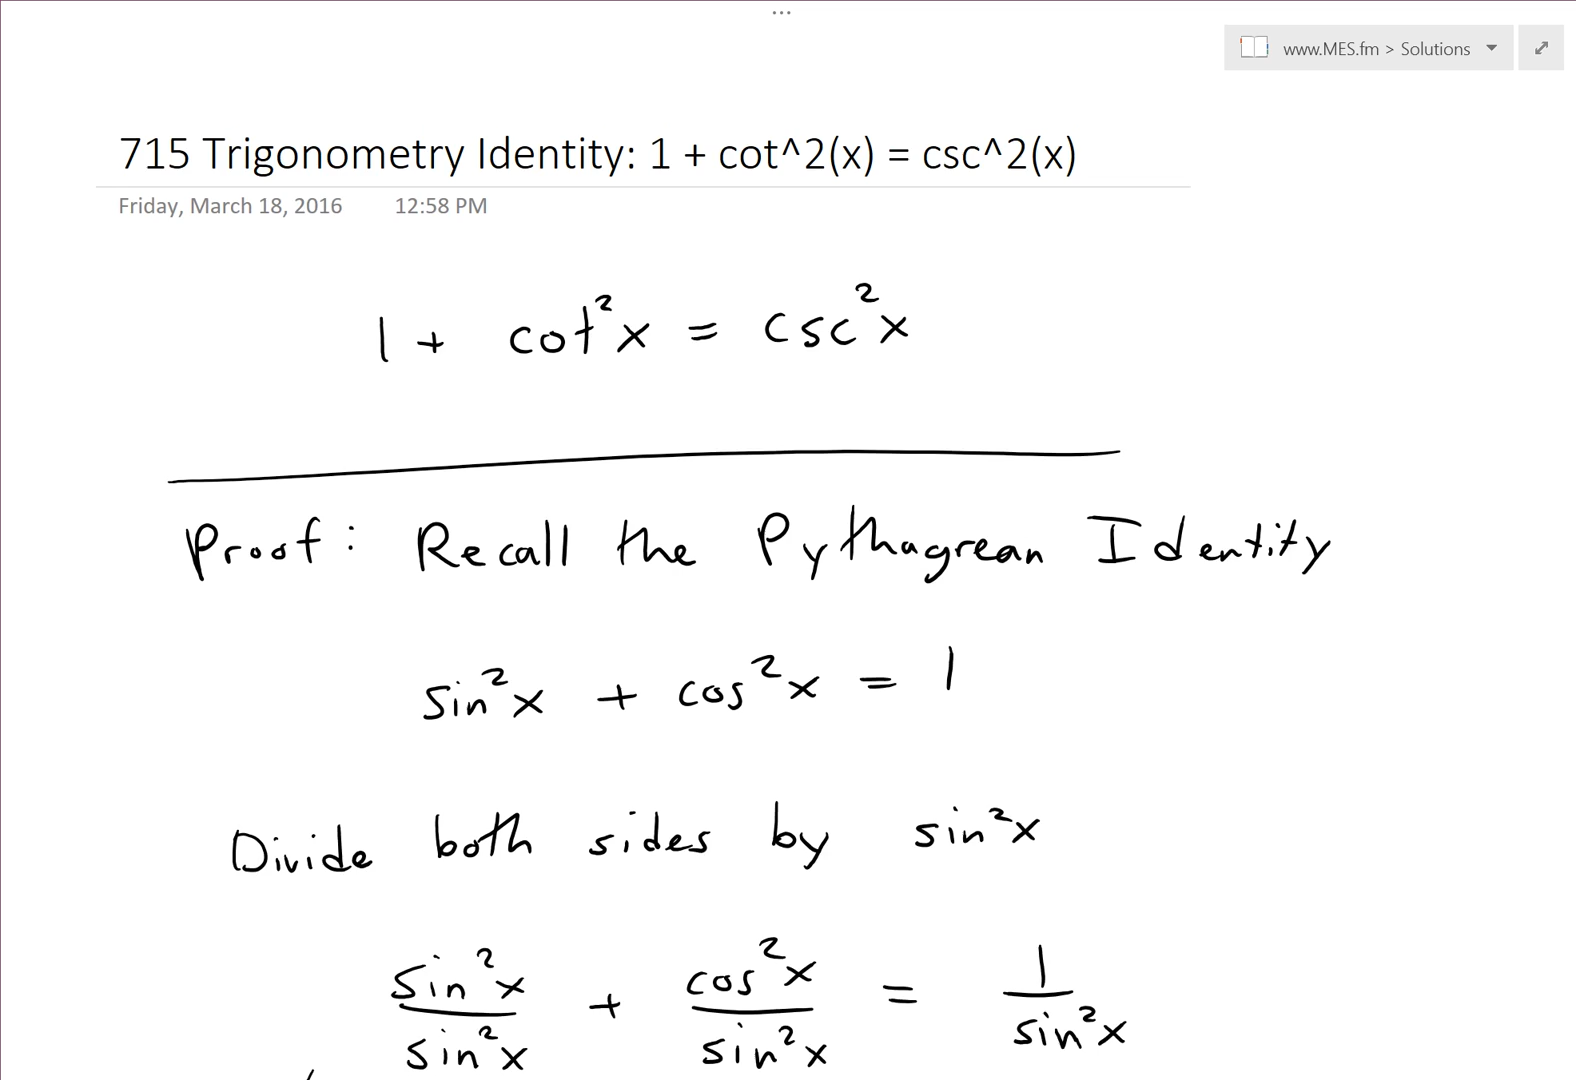 ...
www.MES.fm > Solutions
715 Trigonometry Identity: 1 + cot^2(x) = csc^2(x)
Friday, March 18, 2016 12:58 PM
1 + cot²x = csc²x
Proof: Recall the Pythagrean Identity
sin²x + cos²x = 1
Divide both sides by sin²x
sin²x/sin²x + cos²x/sin²x = 1/sin²x